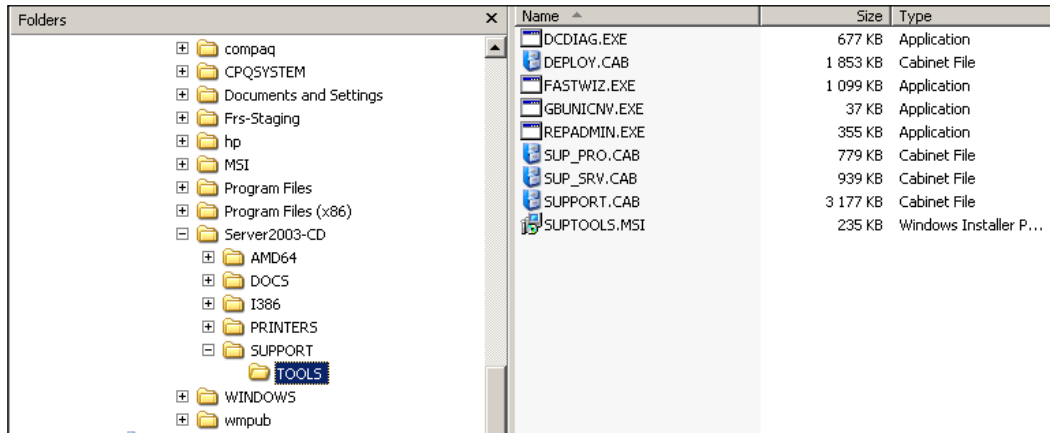 Folders
compaq
CPQSYSTEM
Documents and Settings
Frs-Staging
hp
MSI
Program Files
Program Files (x86)
Server2003-CD
AMD64
DOCS
I386
PRINTERS
SUPPORT
TOOLS
WINDOWS
wmpub
Name Size Type
DCDIAG.EXE 677 KB Application
DEPLOY.CAB 1 853 KB Cabinet File
FASTWIZ.EXE 1 099 KB Application
GBUNICNV.EXE 37 KB Application
REPADMIN.EXE 355 KB Application
SUP_PRO.CAB 779 KB Cabinet File
SUP_SRV.CAB 939 KB Cabinet File
SUPPORT.CAB 3 177 KB Cabinet File
SUPTOOLS.MSI 235 KB Windows Installer P...